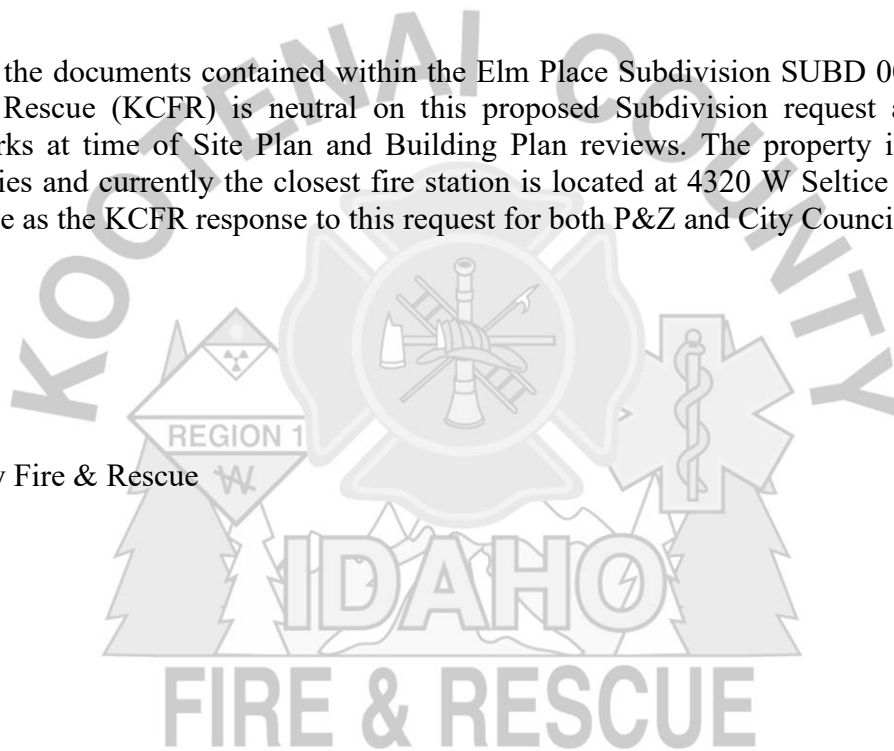 the documents contained within the Elm Place Subdivision SUBD 00
Rescue (KCFR) is neutral on this proposed Subdivision request a
rks at time of Site Plan and Building Plan reviews. The property i
ies and currently the closest fire station is located at 4320 W Seltice
e as the KCFR response to this request for both P&Z and City Counci
KOOTENAI COUNTY
REGION 1
W
y Fire & Rescue
IDAHO
FIRE & RESCUE